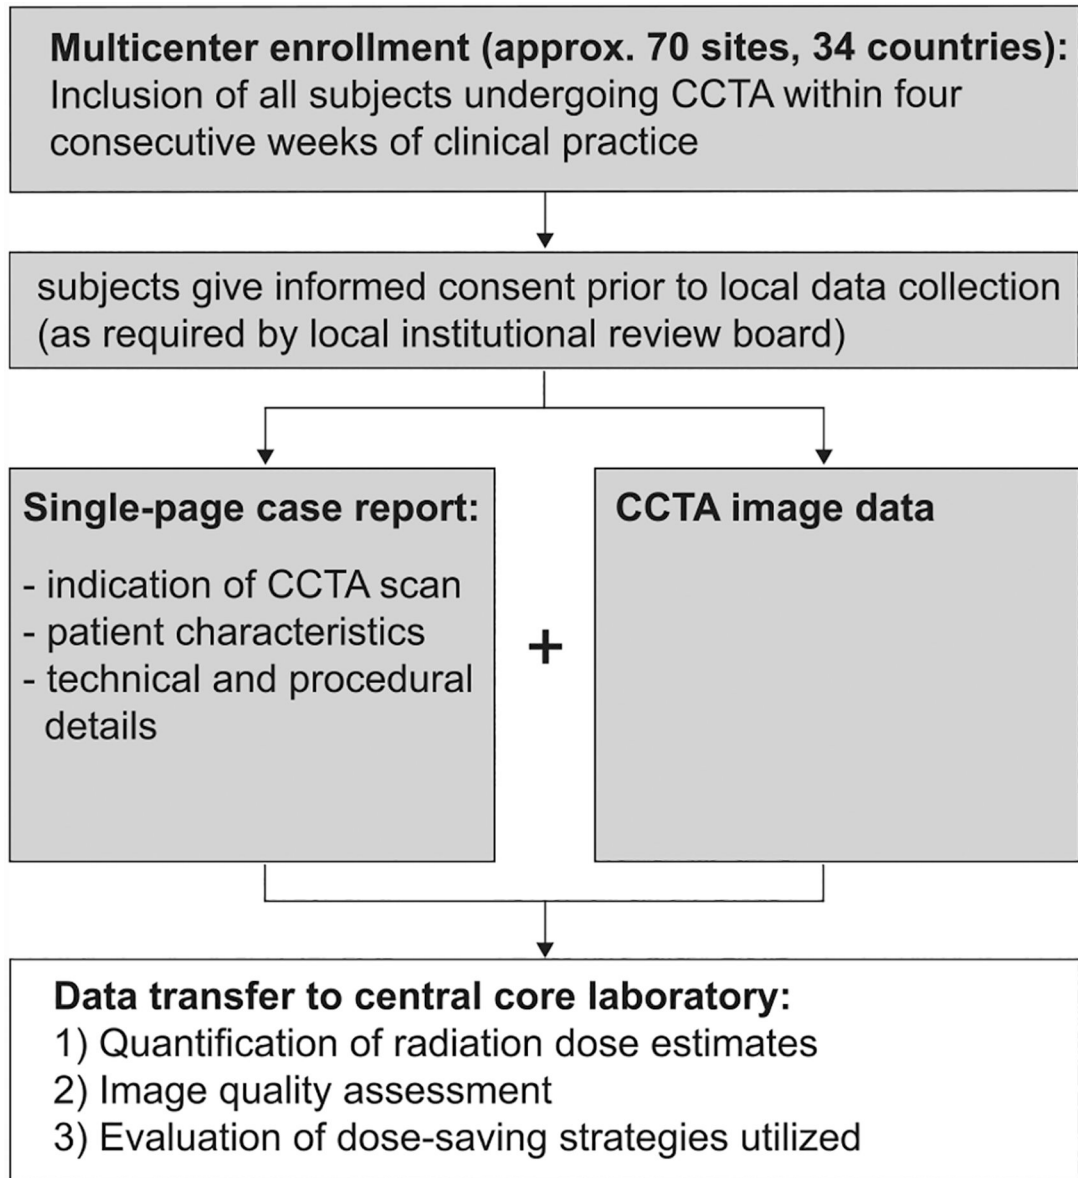 Multicenter enrollment (approx. 70 sites, 34 countries):
Inclusion of all subjects undergoing CCTA within four
consecutive weeks of clinical practice
subjects give informed consent prior to local data collection
(as required by local institutional review board)
Single-page case report:
- indication of CCTA scan
- patient characteristics
- technical and procedural
details
+
CCTA image data
Data transfer to central core laboratory:
1) Quantification of radiation dose estimates
2) Image quality assessment
3) Evaluation of dose-saving strategies utilized